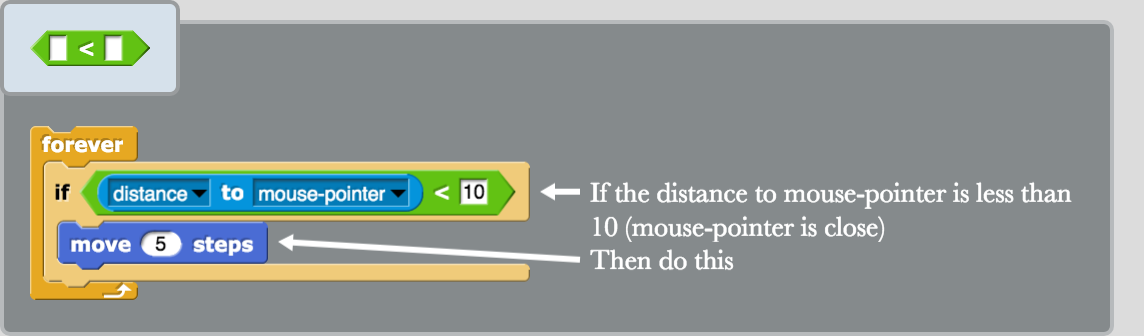 <
forever
if distance to mouse-pointer < 10
If the distance to mouse-pointer is less than
10 (mouse-pointer is close)
move 5 steps
Then do this